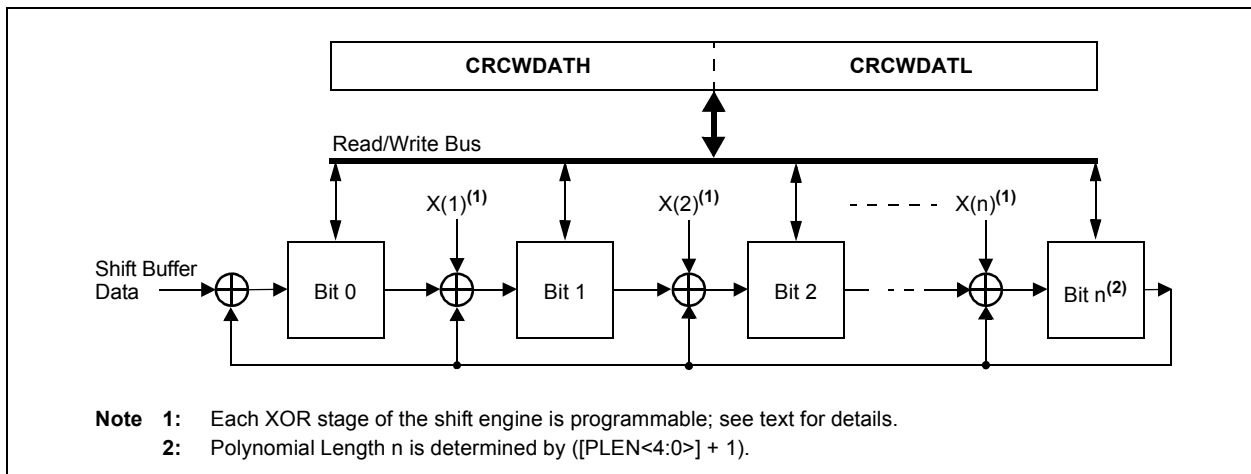 CRCWDATH CRCWDATL
Read/Write Bus
X(1)(1) X(2)(1) X(n)(1)
Shift Buffer
Data
Bit 0 Bit 1 Bit 2 Bit n(2)
Note 1: Each XOR stage of the shift engine is programmable; see text for details.
2: Polynomial Length n is determined by ([PLEN<4:0>] + 1).